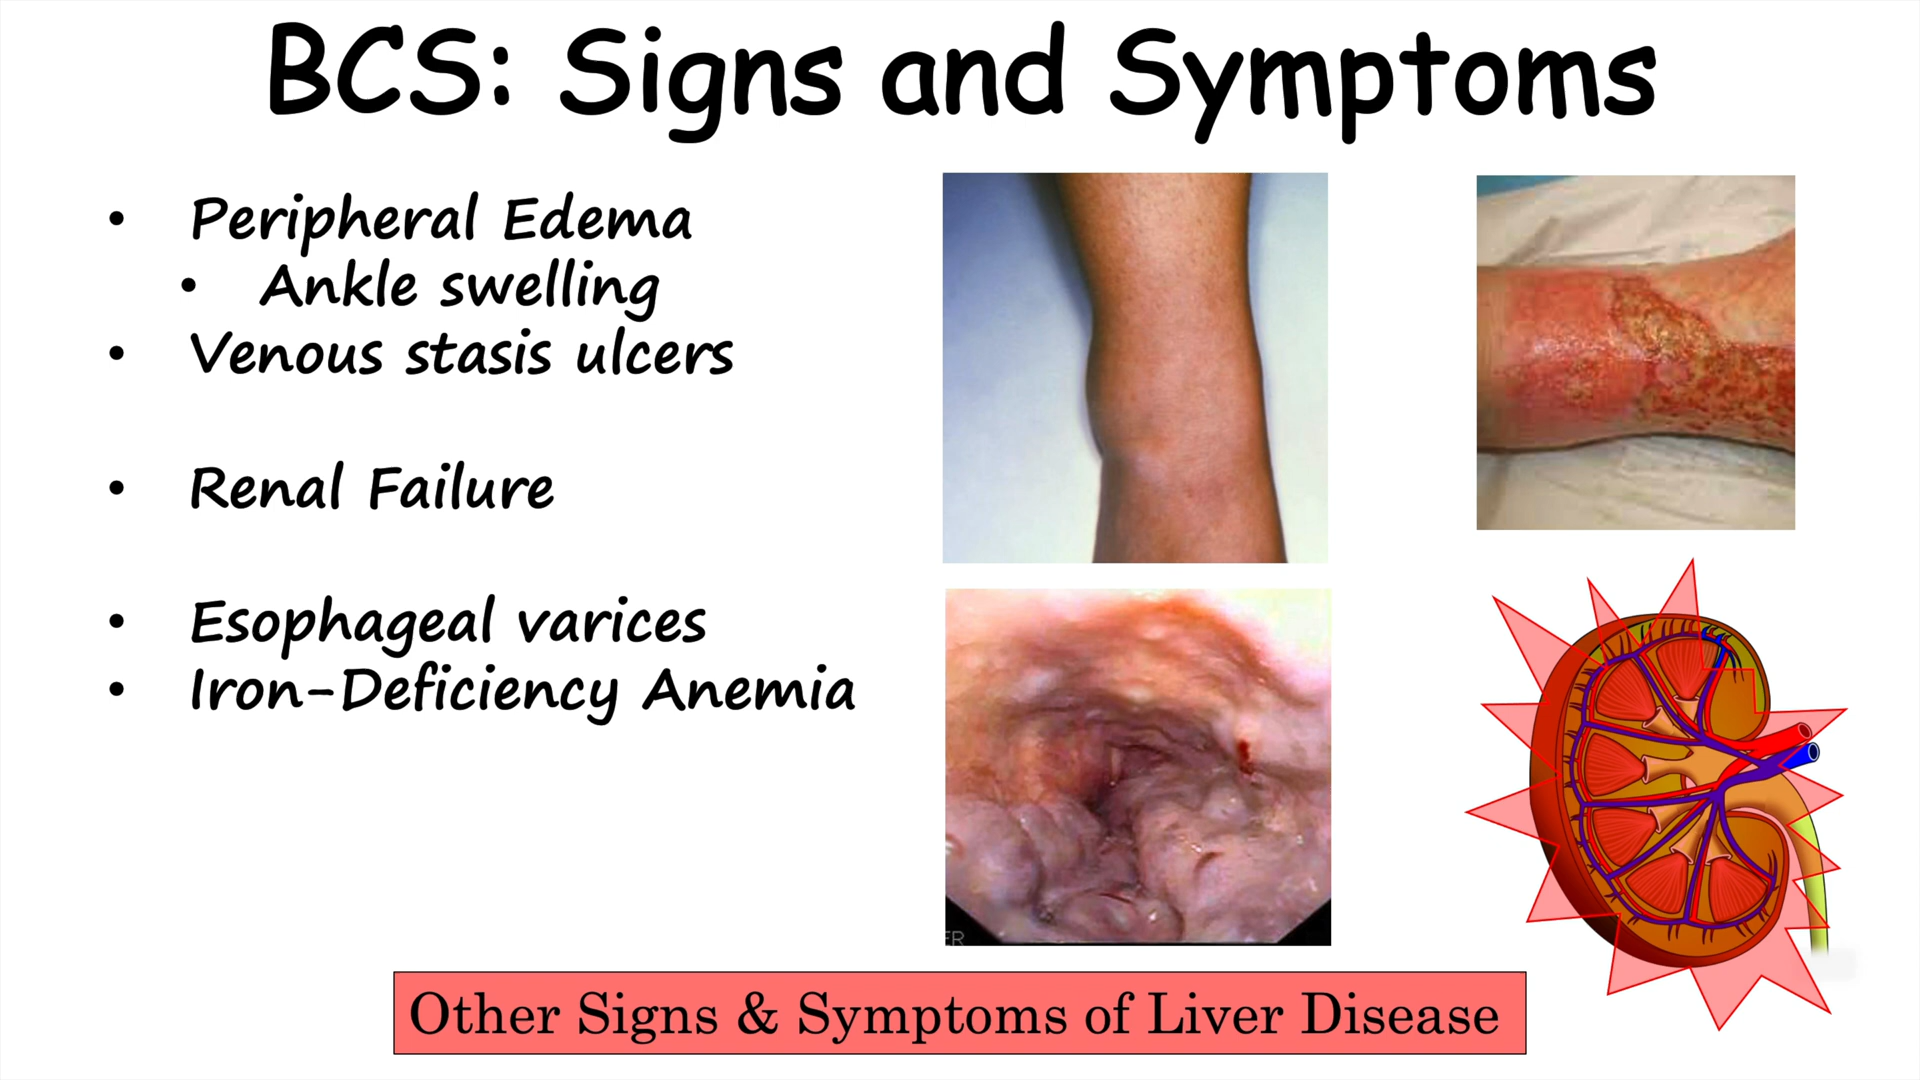 BCS: Signs and Symptoms
• Peripheral Edema
• Ankle swelling
• Venous stasis ulcers
• Renal Failure
• Esophageal varices
• Iron-Deficiency Anemia
ER
Other Signs & Symptoms of Liver Disease